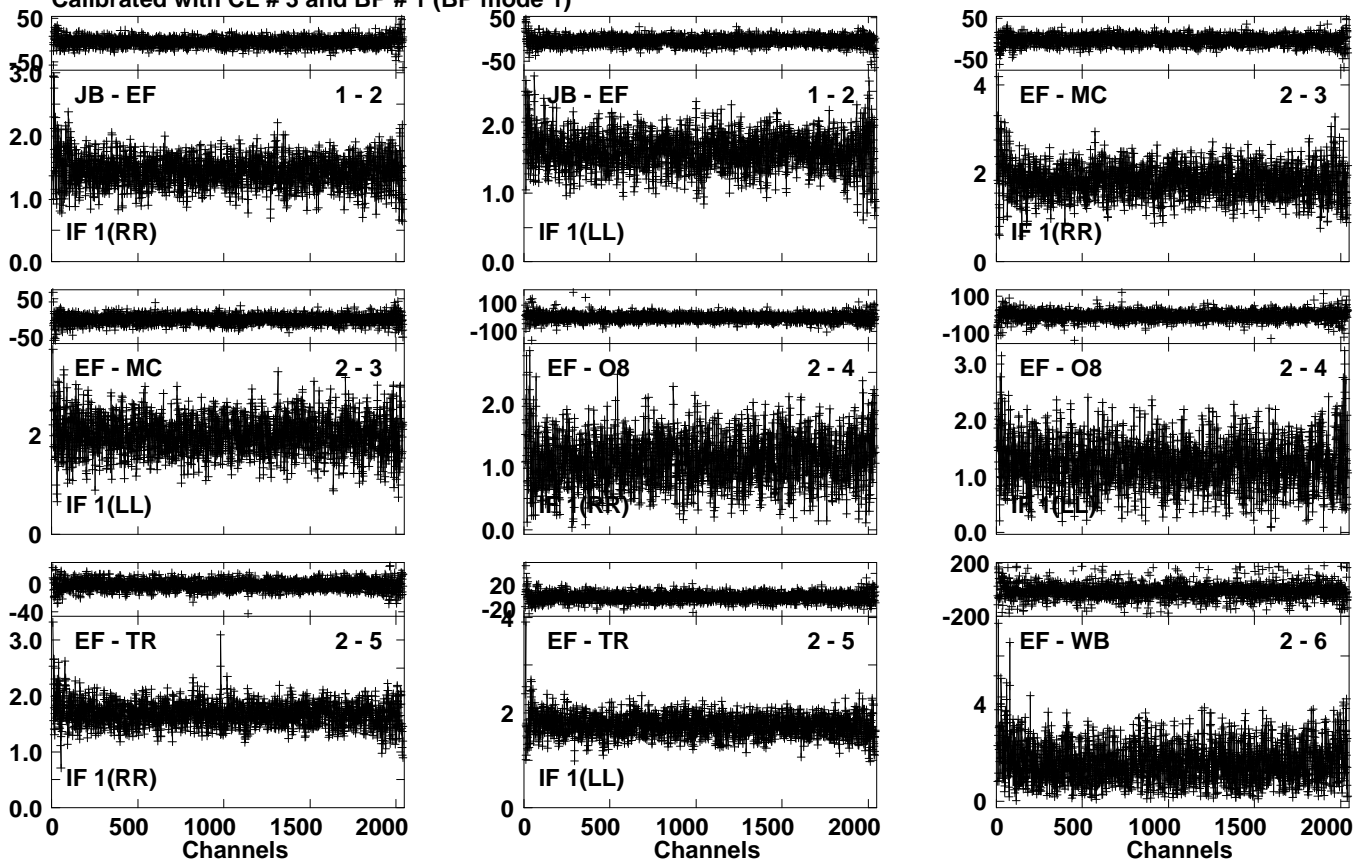 Calibrated with CL # 3 and BP # 1 (BP mode 1)
50
-50
3.0
2.0
1.0
0.0
JB - EF 1 - 2
IF 1(RR)
50
-50
2.0
1.0
0.0
JB - EF 1 - 2
IF 1(LL)
50
-50
4
2
0
EF - MC 2 - 3
IF 1(RR)
50
-50
2
0
EF - MC 2 - 3
IF 1(LL)
100
-100
2.0
1.0
0.0
EF - O8 2 - 4
IF 1(RR)
100
-100
3.0
2.0
1.0
0.0
EF - O8 2 - 4
IF 1(LL)
0
-40
3.0
2.0
1.0
0.0
EF - TR 2 - 5
IF 1(RR)
0 500 1000 1500 2000
Channels
20
-20
4
2
0
EF - TR 2 - 5
IF 1(LL)
0 500 1000 1500 2000
Channels
200
-200
4
0
EF - WB 2 - 6
0 500 1000 1500 2000
Channels